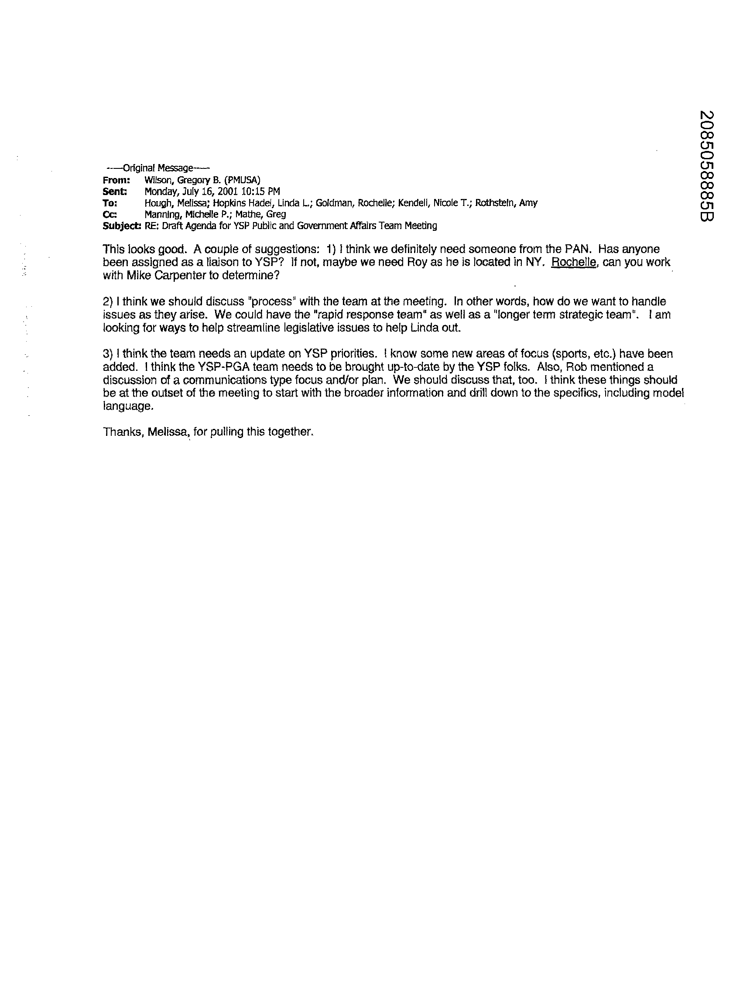 2085058885B
-----Original Message-----
From: Wilson, Gregory B. (PMUSA)
Sent: Monday, July 16, 2001 10:15 PM
To: Hough, Melissa; Hopkins Hadei, Linda L.; Goldman, Rochelle; Kendell, Nicole T.; Rothstein, Amy
Cc: Manning, Michelle P.; Mathe, Greg
Subject: RE: Draft Agenda for YSP Public and Government Affairs Team Meeting
This looks good. A couple of suggestions: 1) I think we definitely need someone from the PAN. Has anyone
been assigned as a liaison to YSP? If not, maybe we need Roy as he is located in NY. Rochelle, can you work
with Mike Carpenter to determine?
2) I think we should discuss "process" with the team at the meeting. In other words, how do we want to handle
issues as they arise. We could have the "rapid response team" as well as a "longer term strategic team". I am
looking for ways to help streamline legislative issues to help Linda out.
3) I think the team needs an update on YSP priorities. I know some new areas of focus (sports, etc.) have been
added. I think the YSP-PGA team needs to be brought up-to-date by the YSP folks. Also, Rob mentioned a
discussion of a communications type focus and/or plan. We should discuss that, too. I think these things should
be at the outset of the meeting to start with the broader information and drill down to the specifics, including model
language.
Thanks, Melissa, for pulling this together.